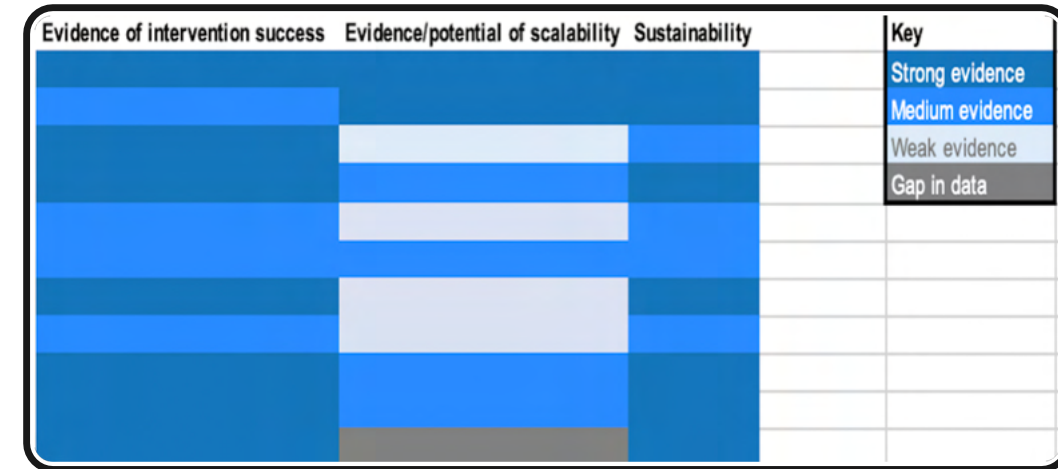 Evidence of intervention success Evidence/potential of scalability Sustainability Key
Strong evidence
Medium evidence
Weak evidence
Gap in data